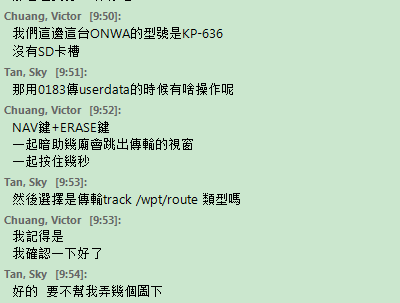 Chuang, Victor [9:50]:
我們這邊這台ONWA的型號是KP-636
沒有SD卡槽
Tan, Sky [9:51]:
那用0183傳userdata的時候有啥操作呢
Chuang, Victor [9:52]:
NAV鍵+ERASE鍵
一起暗助幾廟會跳出傳輸的視窗
一起按住幾秒
Tan, Sky [9:53]:
然後選擇是傳輸track /wpt/route 類型嗎
Chuang, Victor [9:53]:
我記得是
我確認一下好了
Tan, Sky [9:54]:
好的 要不幫我弄幾個圖下